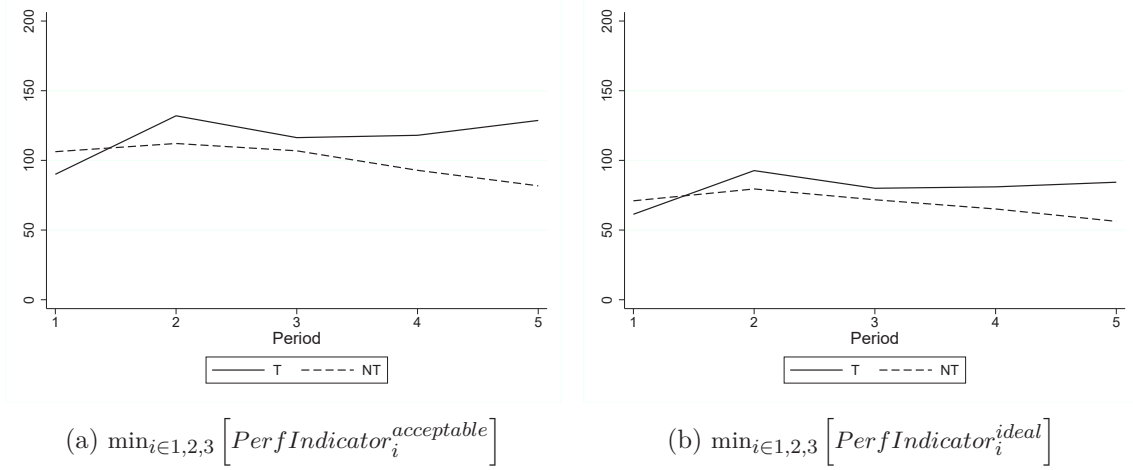 200
150
100
50
0
1 2 3 4 5
Period
T NT
(a) min_{i∈1,2,3} [PerfIndicator_i^{acceptable}]
200
150
100
50
0
1 2 3 4 5
Period
T NT
(b) min_{i∈1,2,3} [PerfIndicator_i^{ideal}]